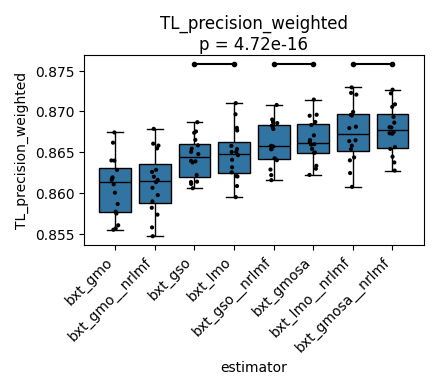 TL_precision_weighted
p = 4.72e-16
TL_precision_weighted
0.875
0.870
0.865
0.860
0.855
bxt_gmo
bxt_gmo__nrlmf
bxt_gso
bxt_lmo
bxt_gso__nrlmf
bxt_gmosa
bxt_lmo__nrlmf
bxt_gmosa__nrlmf
estimator